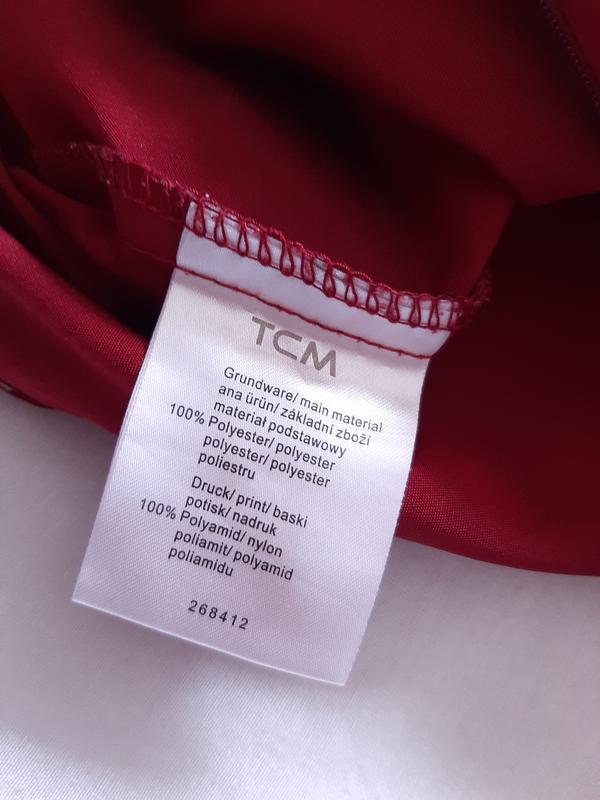 TCM
Grundware/ main material
ana ürün/ základní zboží
materiał podstawowy
100% Polyester/ polyester
polyester/ polyester
poliestru
Druck/ print/ baski
potisk/ nadruk
100% Polyamid/ nylon
poliamit/ polyamid
poliamidu
268412